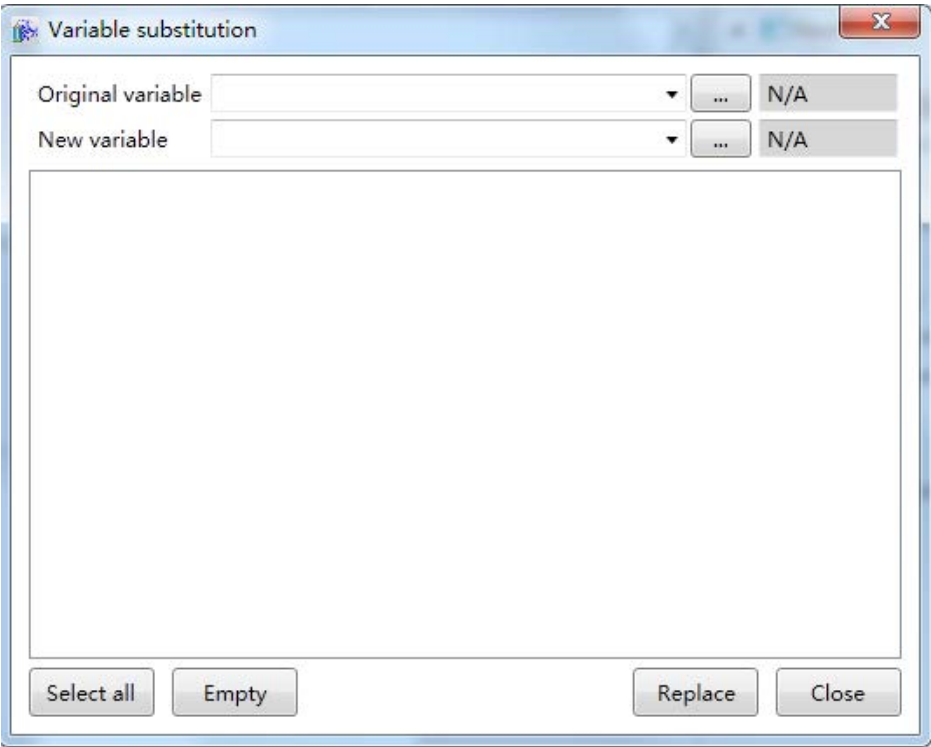 Variable substitution
Original variable ... N/A
New variable ... N/A
Select all Empty Replace Close